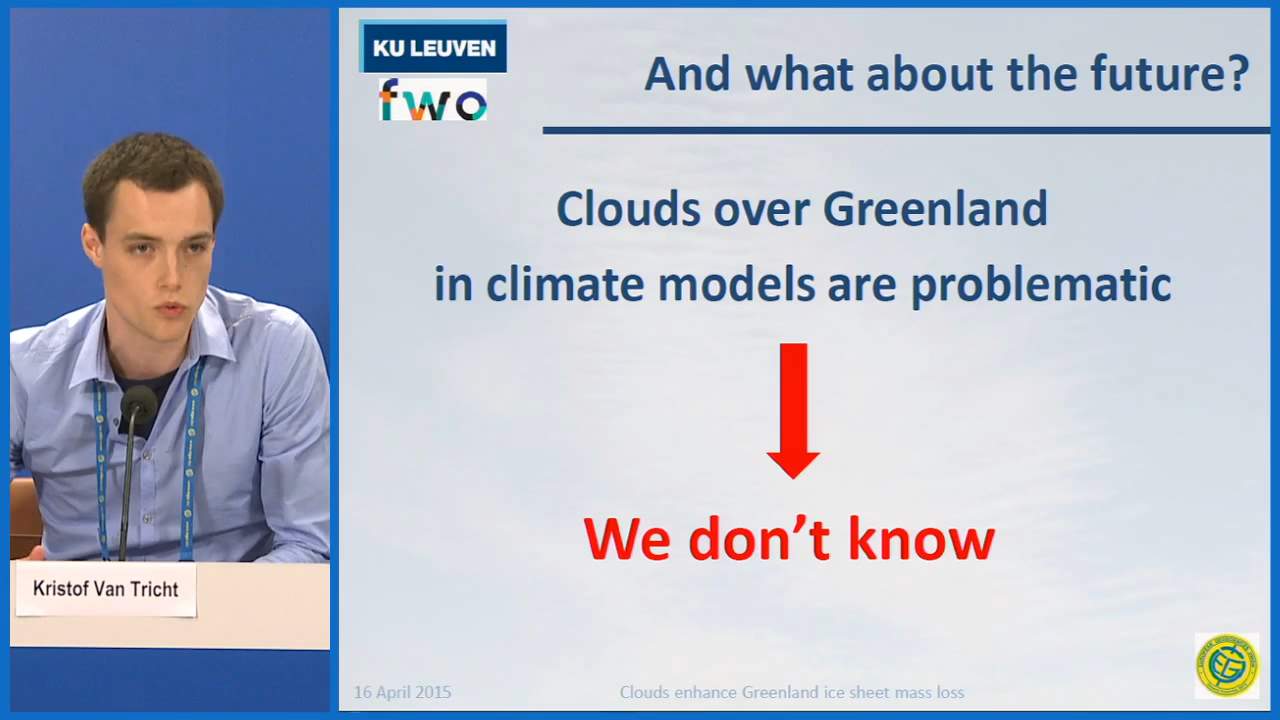 KU LEUVEN
fwo
And what about the future?
Clouds over Greenland
in climate models are problematic
We don't know
Kristof Van Tricht
16 April 2015
Clouds enhance Greenland ice sheet mass loss